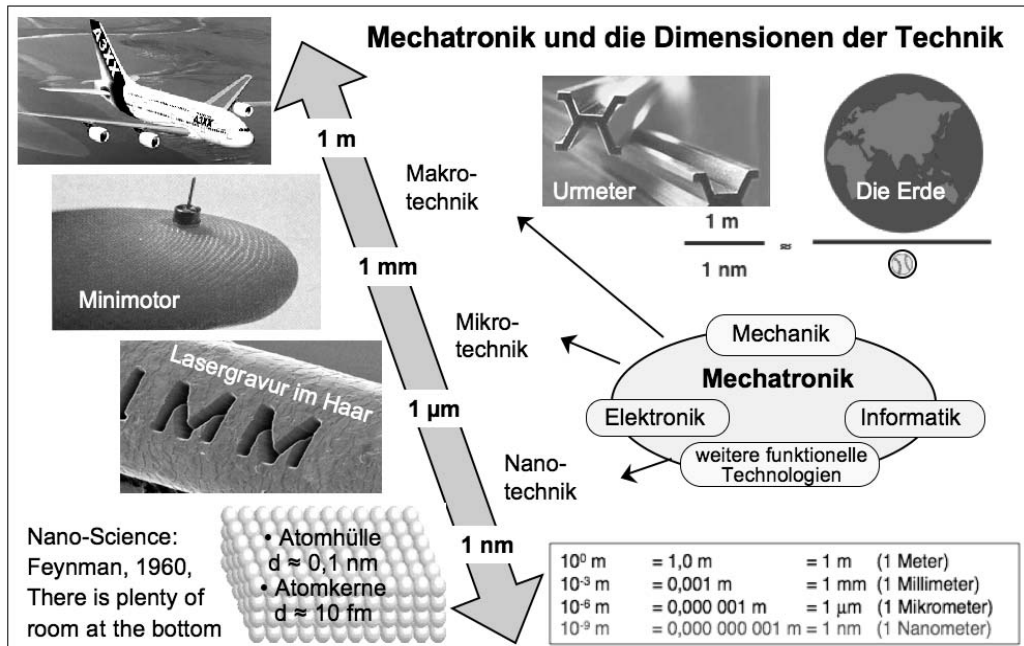 Mechatronik und die Dimensionen der Technik
A3XX
1 m
Makro-
technik
Urmeter
Die Erde
1 m
1 nm
≈
Minimotor
1 mm
Mikro-
technik
Mechanik
Mechatronik
Elektronik
Informatik
weitere funktionelle
Technologien
Lasergravur im Haar
IMM
1 µm
Nano-
technik
1 nm
Nano-Science:
Feynman, 1960,
There is plenty of
room at the bottom
• Atomhülle
d ≈ 0,1 nm
• Atomkerne
d ≈ 10 fm
10⁰ m = 1,0 m = 1 m (1 Meter)
10⁻³ m = 0,001 m = 1 mm (1 Millimeter)
10⁻⁶ m = 0,000 001 m = 1 µm (1 Mikrometer)
10⁻⁹ m = 0,000 000 001 m = 1 nm (1 Nanometer)